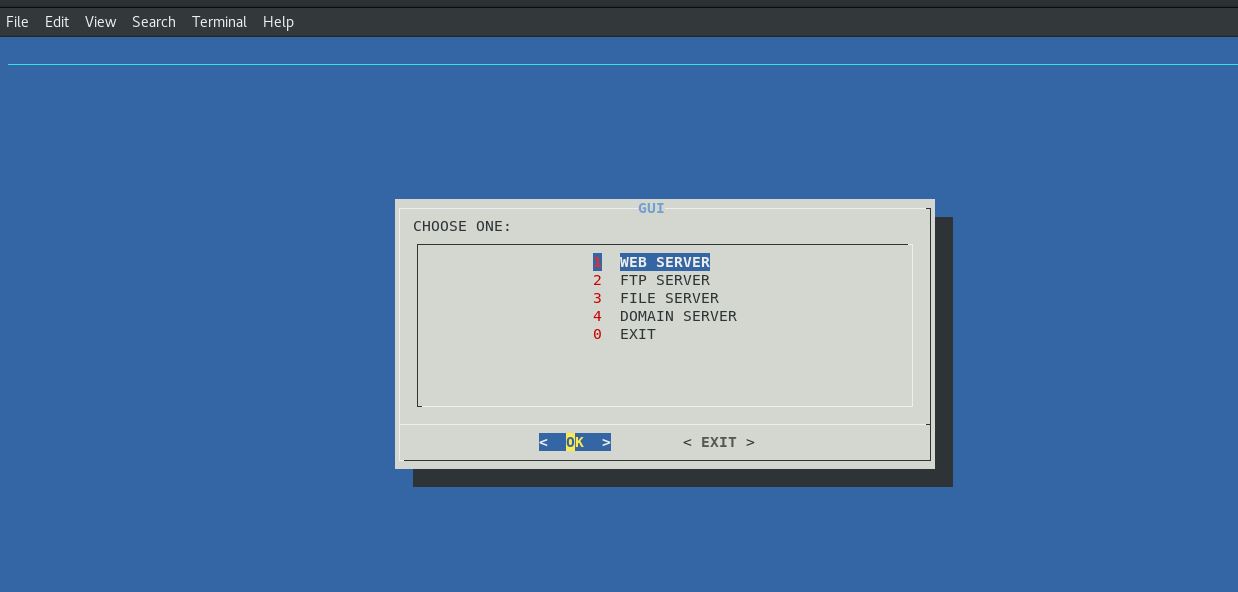 File Edit View Search Terminal Help
GUI
CHOOSE ONE:
1 WEB SERVER
2 FTP SERVER
3 FILE SERVER
4 DOMAIN SERVER
0 EXIT
< OK > < EXIT >